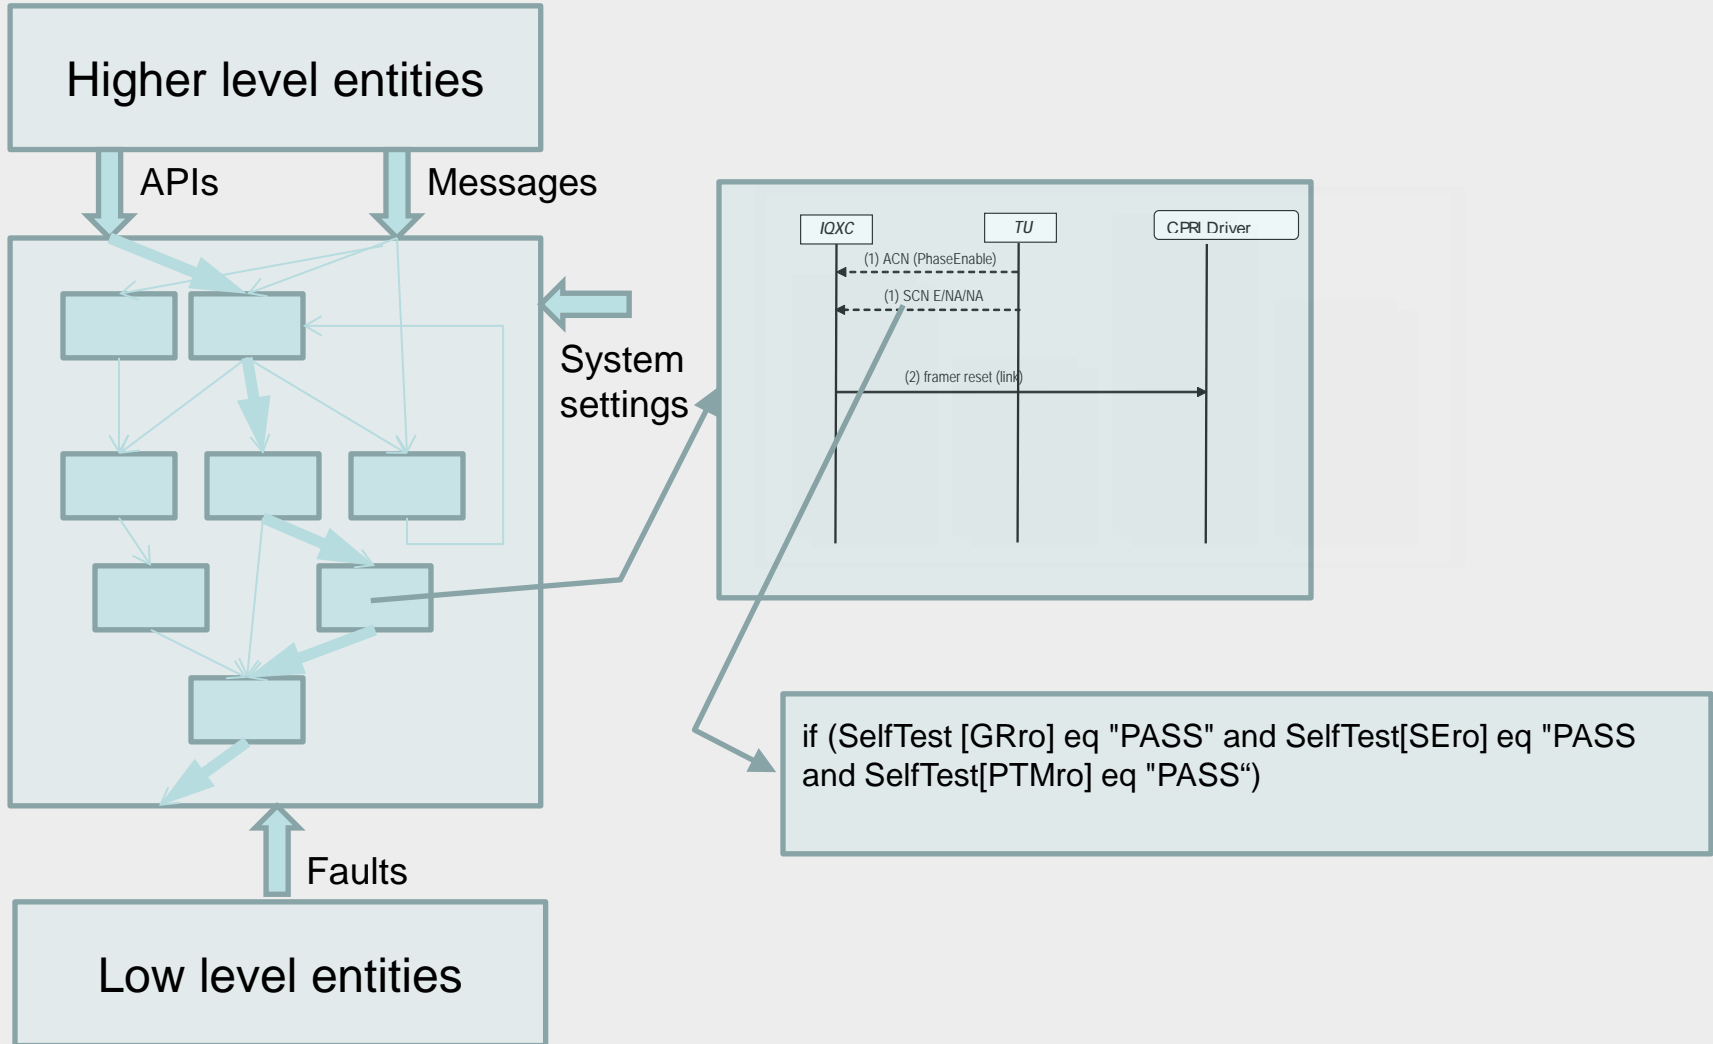 Higher level entities
APIs
Messages
System
settings
IQXC
TU
CPRI Driver
(1) ACN (PhaseEnable)
(1) SCN E/NA/NA
(2) framer reset (link)
if (SelfTest [GRro] eq "PASS" and SelfTest[SEro] eq "PASS
and SelfTest[PTMro] eq "PASS“)
Faults
Low level entities